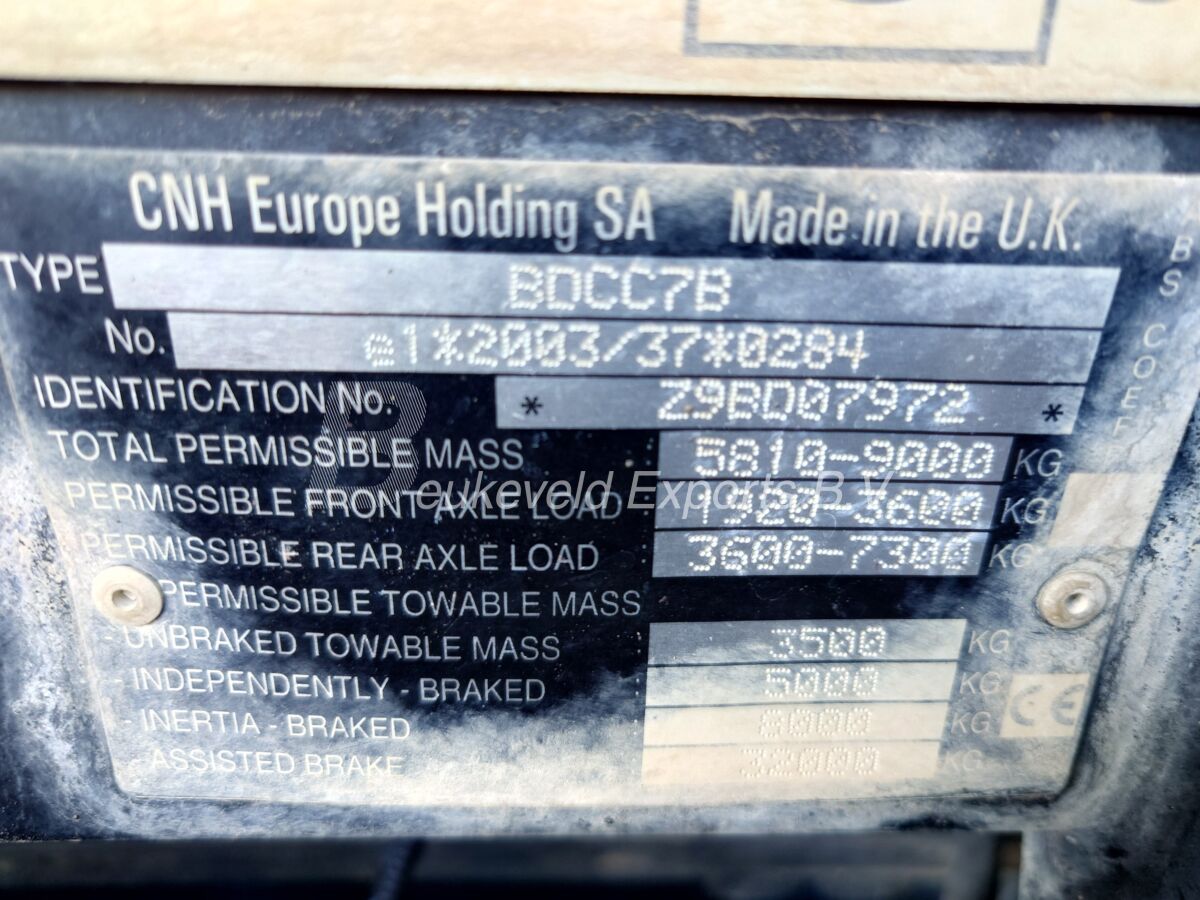 CNH Europe Holding SA Made in the U.K.
TYPE BDCC7B
No. e1*2003/37*0284
IDENTIFICATION No. * Z9BD07972 *
TOTAL PERMISSIBLE MASS 5810-9000 KG
PERMISSIBLE FRONT AXLE LOAD 1920-3600 KG
Beukeveld Exports B.V.
PERMISSIBLE REAR AXLE LOAD 3600-7300 KG
PERMISSIBLE TOWABLE MASS
- UNBRAKED TOWABLE MASS : 3500 KG
- INDEPENDENTLY - BRAKED : 5000 KG
- INERTIA - BRAKED : 8000 KG
- ASSISTED BRAKE : 32000 KG
CE
ABS COEFF